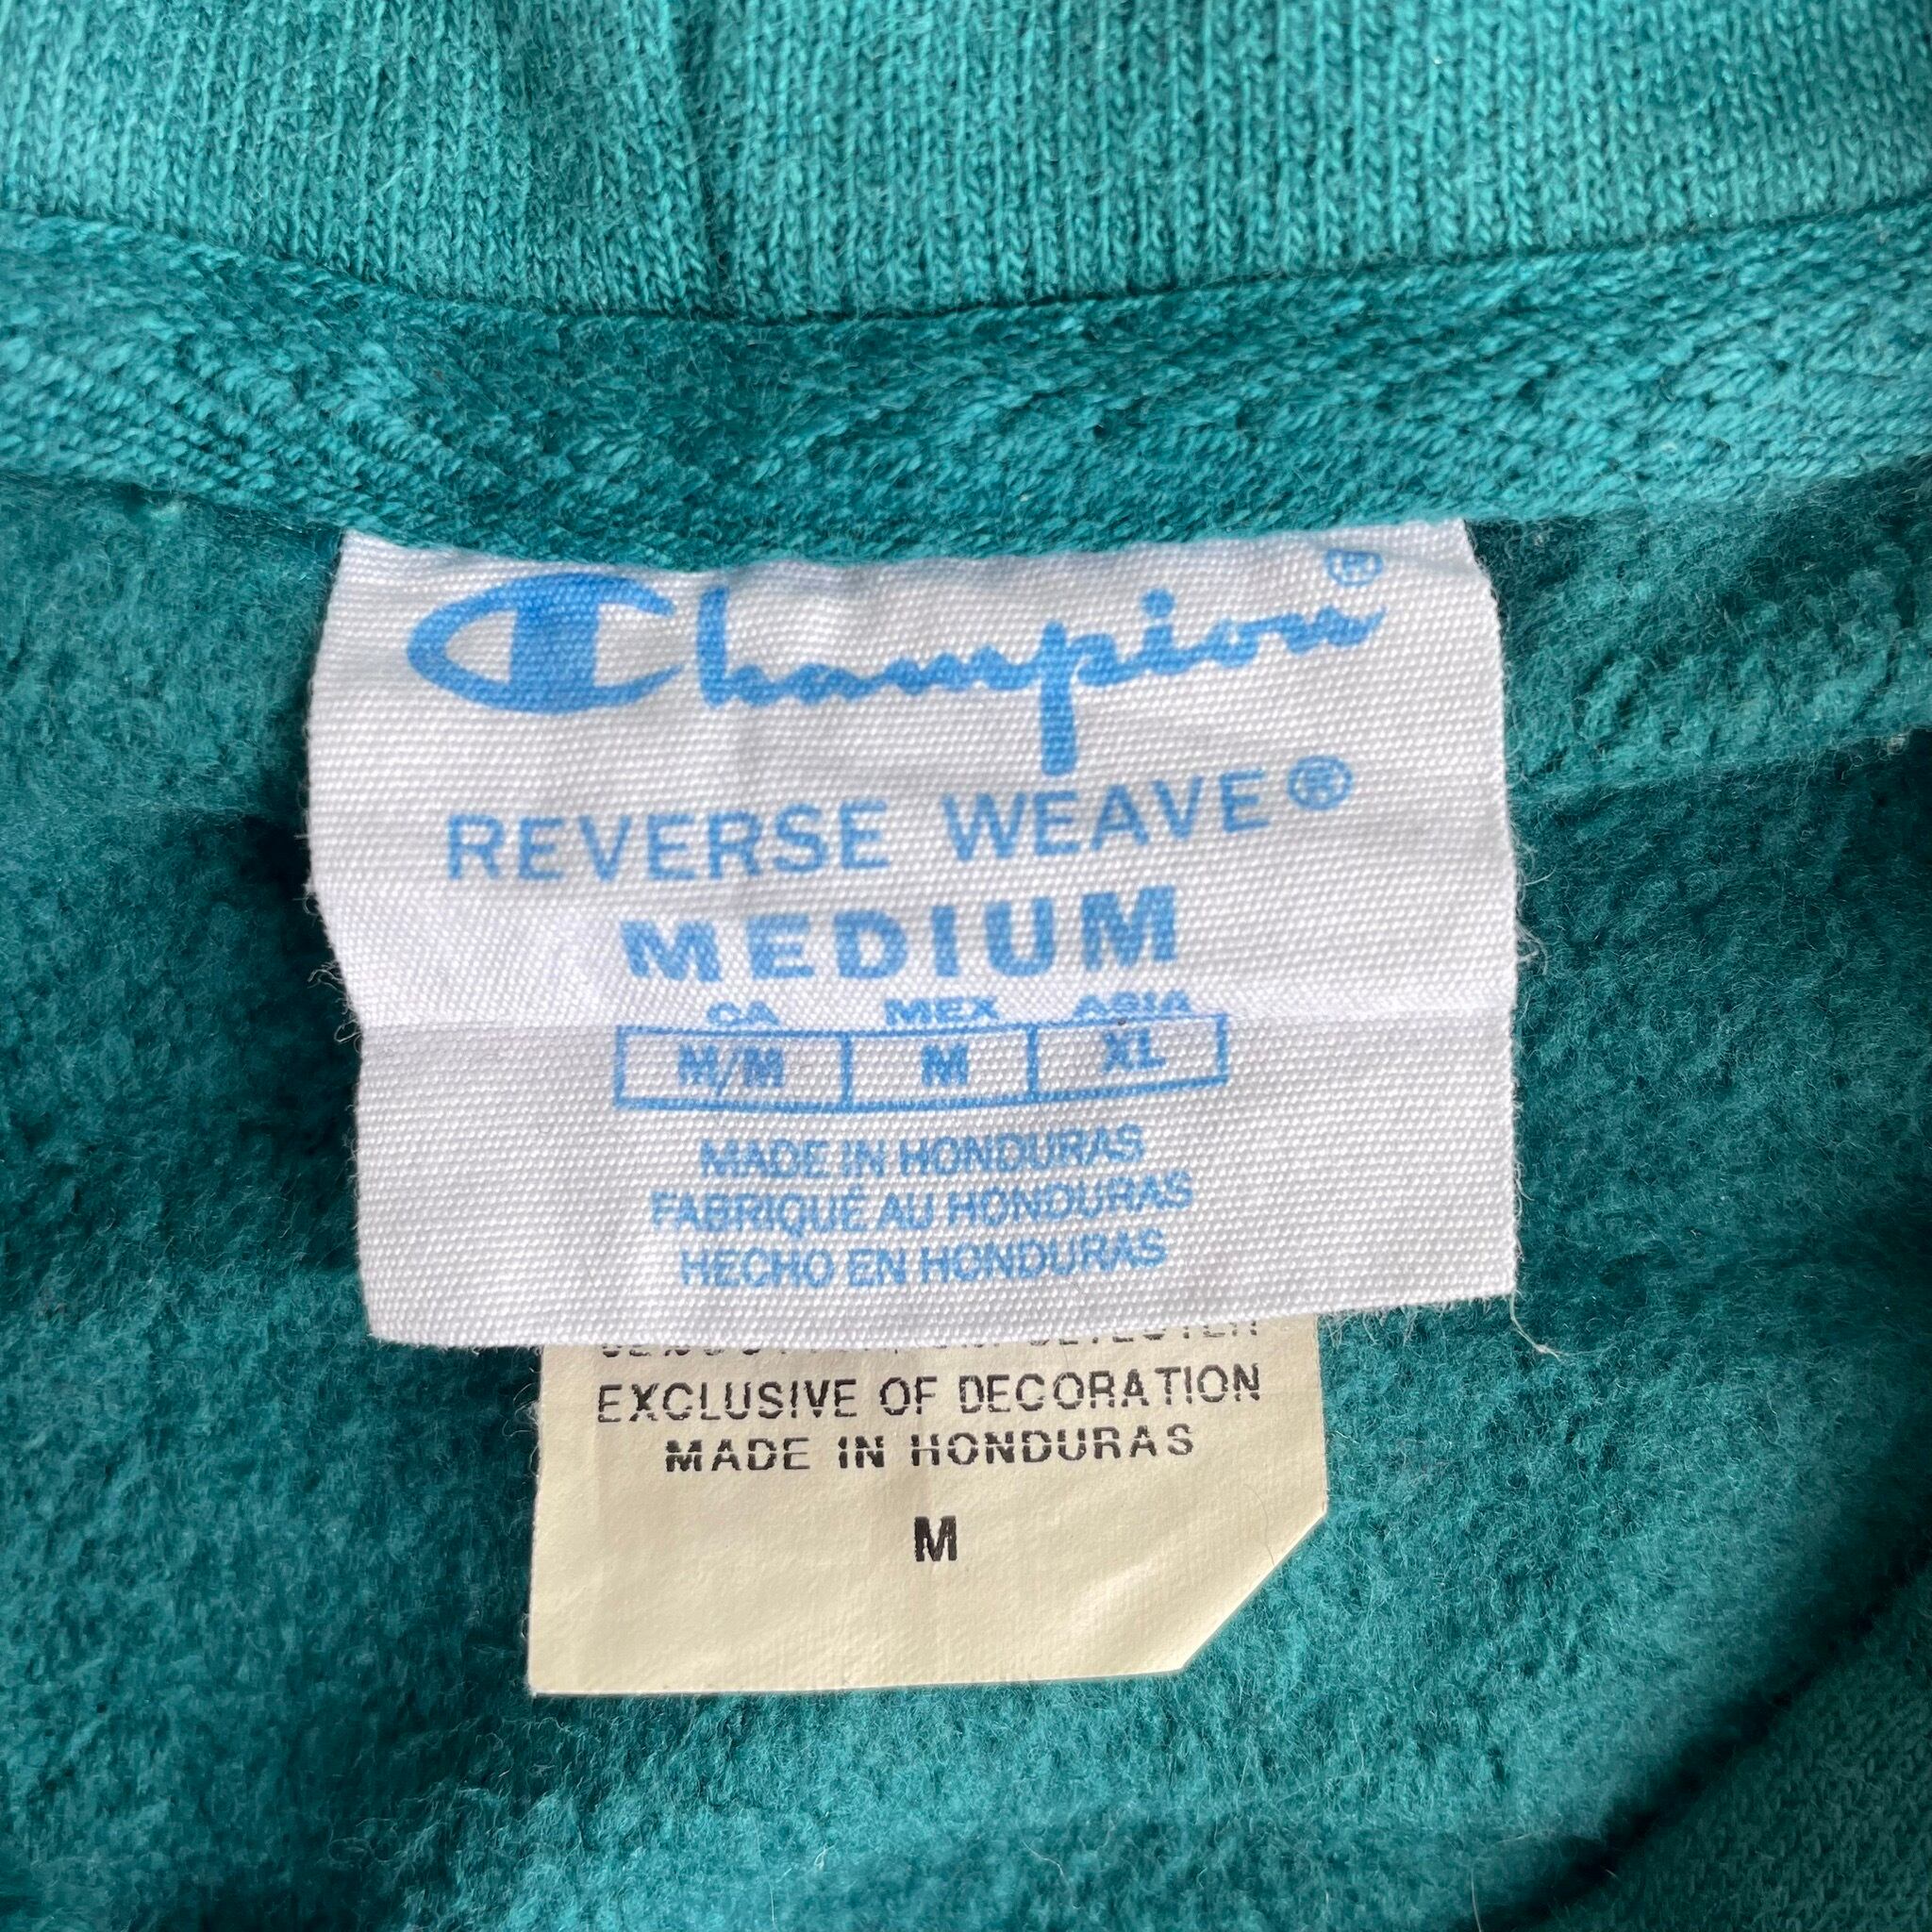 Champion®
REVERSE WEAVE®
MEDIUM
CA MEX ASIA
M/M M XL
MADE IN HONDURAS
FABRIQUÉ AU HONDURAS
HECHO EN HONDURAS
EXCLUSIVE OF DECORATION
MADE IN HONDURAS
M